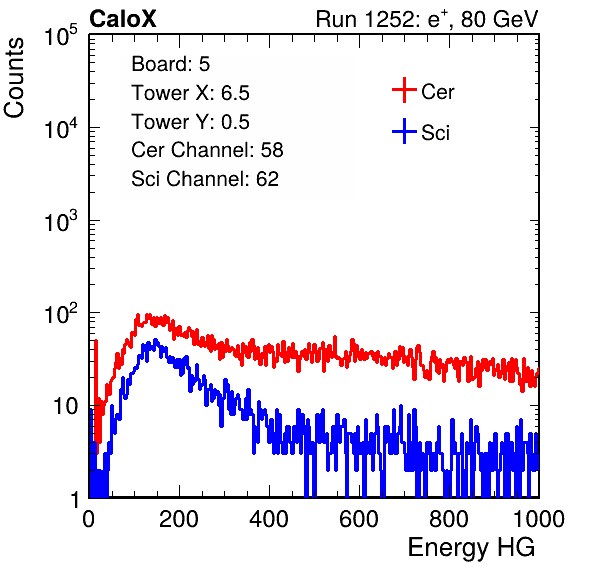 CaloX Run 1252: e⁺, 80 GeV
Counts
Board: 5
Tower X: 6.5
Tower Y: 0.5
Cer Channel: 58
Sci Channel: 62
Cer
Sci
10⁵
10⁴
10³
10²
10
1
0 200 400 600 800 1000
Energy HG